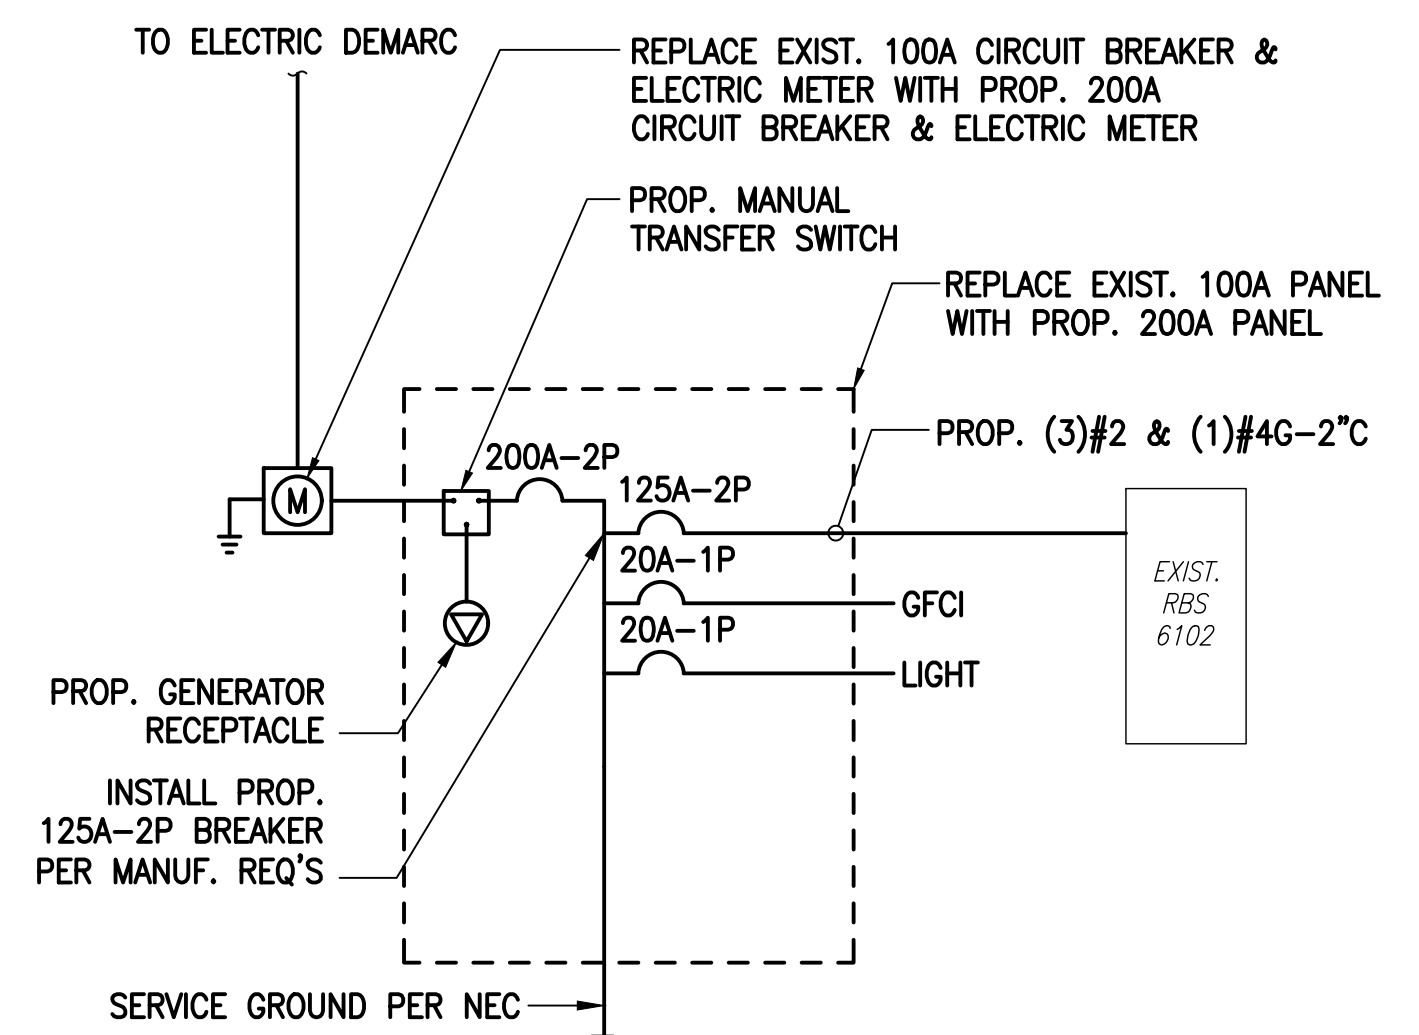 TO ELECTRIC DEMARC
REPLACE EXIST. 100A CIRCUIT BREAKER &
ELECTRIC METER WITH PROP. 200A
CIRCUIT BREAKER & ELECTRIC METER
PROP. MANUAL
TRANSFER SWITCH
REPLACE EXIST. 100A PANEL
WITH PROP. 200A PANEL
PROP. (3)#2 & (1)#4G-2"C
200A-2P
125A-2P
M
20A-1P
GFCI
20A-1P
LIGHT
EXIST.
RBS
6102
PROP. GENERATOR
RECEPTACLE
INSTALL PROP.
125A-2P BREAKER
PER MANUF. REQ'S
SERVICE GROUND PER NEC